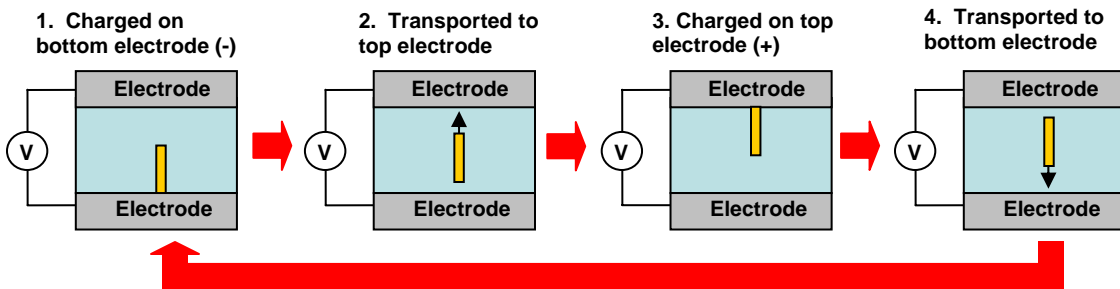 1.  Charged on
bottom electrode (-)
2.  Transported to
top electrode
3. Charged on top
electrode (+)
4.  Transported to
bottom electrode
Electrode
V
Electrode
Electrode
V
Electrode
Electrode
V
Electrode
Electrode
V
Electrode